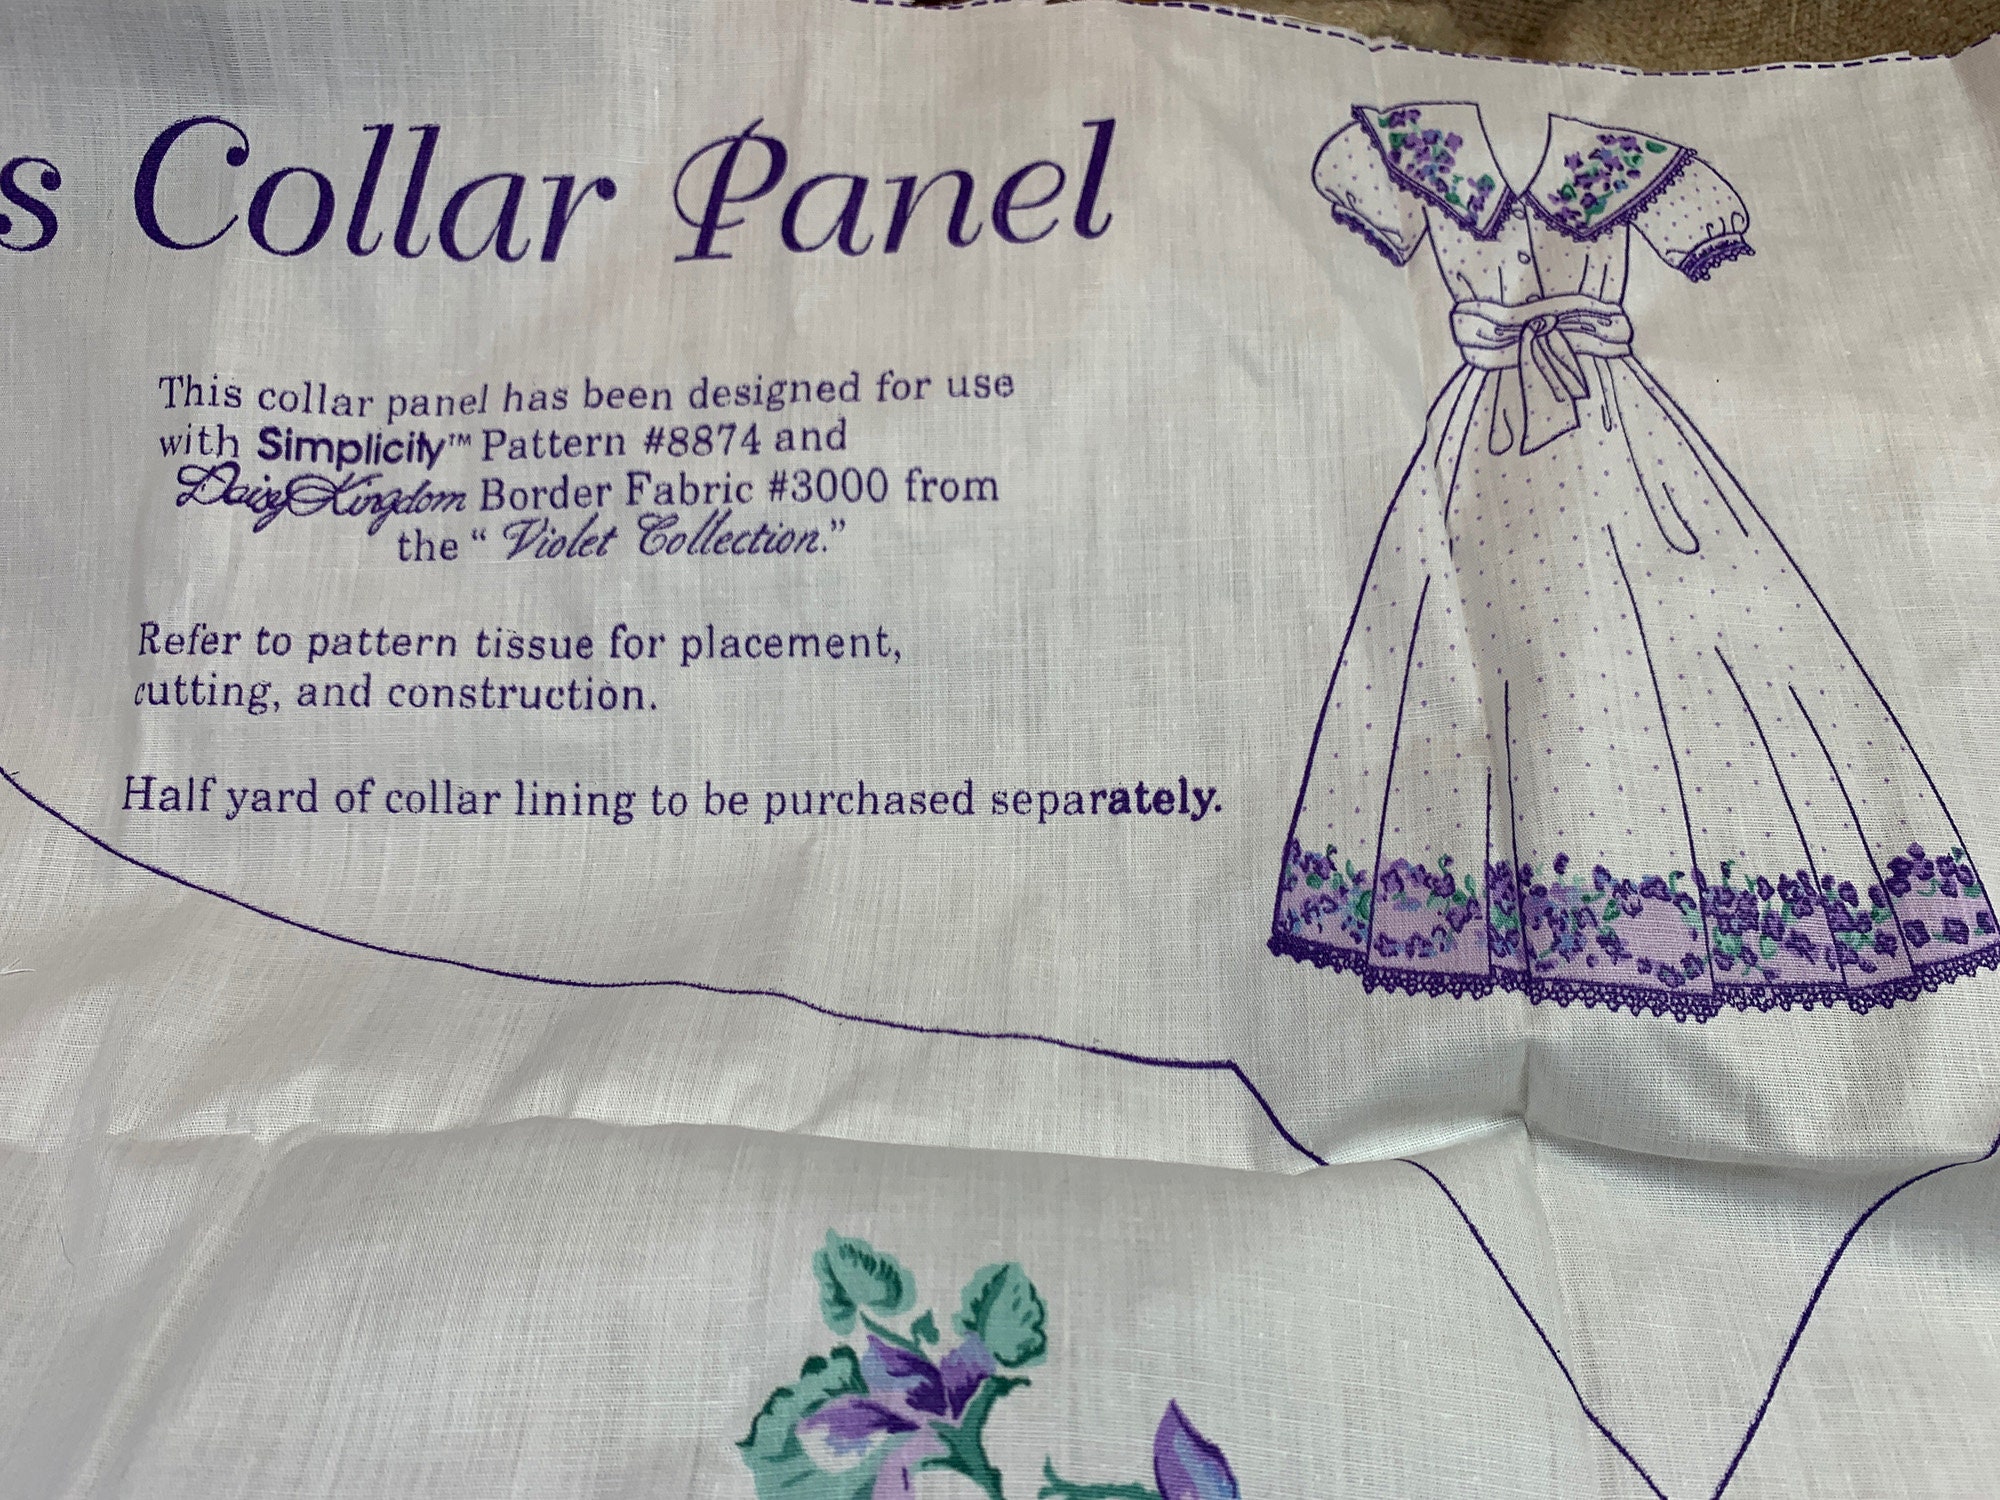 s Collar Panel
This collar panel has been designed for use
with Simplicity™ Pattern #8874 and
Daisy Kingdom Border Fabric #3000 from
the “Violet Collection.”
Refer to pattern tissue for placement,
cutting, and construction.
Half yard of collar lining to be purchased separately.